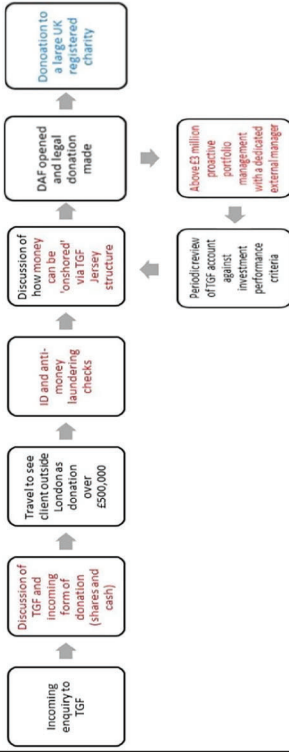 Incoming
enquiry to
TGF
Discussion of
TGF and
incoming
form of
donation
(shares and
cash)
Travel to see
client outside
London as
donation
over
£500,000
ID and anti-
money
laundering
checks
Discussion of
how money
can be
'onshored'
via TGF
Jersey
structure
DAF opened
and legal
donation
made
Donoation to
a large UK
registered
charity
Above £3 million
proactive
portfolio
management
with a dedicated
external manager
Periodic review
of TGF account
against
investment
performance
criteria